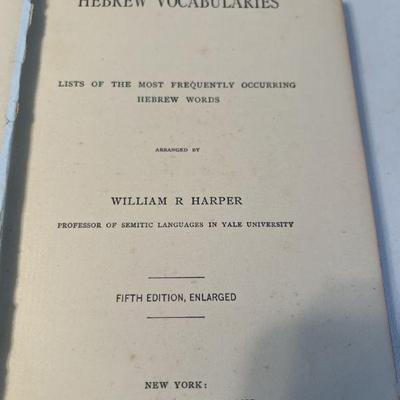 HEBREW VOCABULARIES
LISTS OF THE MOST FREQUENTLY OCCURRING
HEBREW WORDS
ARRANGED BY
WILLIAM R HARPER
PROFESSOR OF SEMITIC LANGUAGES IN YALE UNIVERSITY
FIFTH EDITION, ENLARGED
NEW YORK: